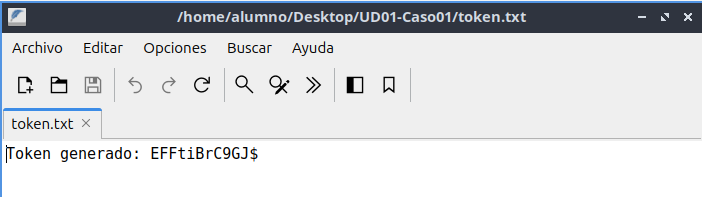 /home/alumno/Desktop/UD01-Caso01/token.txt
Archivo Editar Opciones Buscar Ayuda
token.txt
Token generado: EFFtiBrC9GJ$